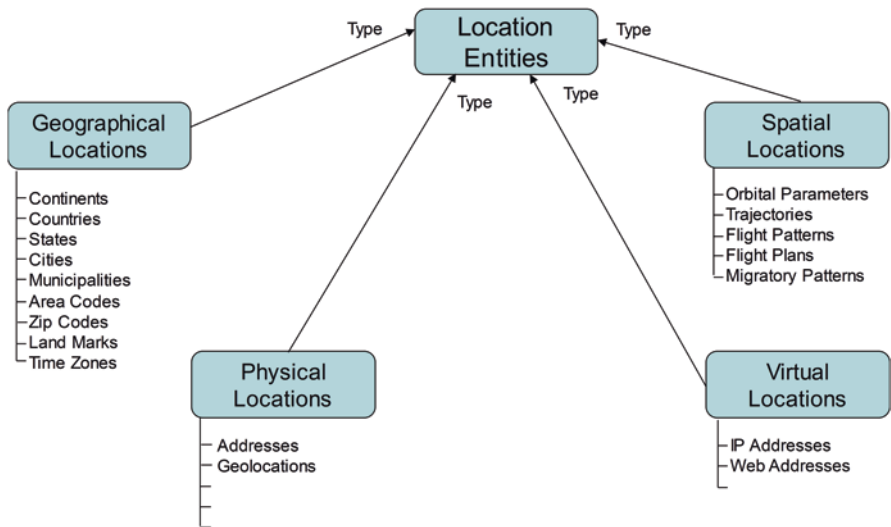 Location
Entities
Type
Type
Type
Type
Geographical
Locations
Continents
Countries
States
Cities
Municipalities
Area Codes
Zip Codes
Land Marks
Time Zones
Spatial
Locations
Orbital Parameters
Trajectories
Flight Patterns
Flight Plans
Migratory Patterns
Physical
Locations
Addresses
Geolocations
Virtual
Locations
IP Addresses
Web Addresses